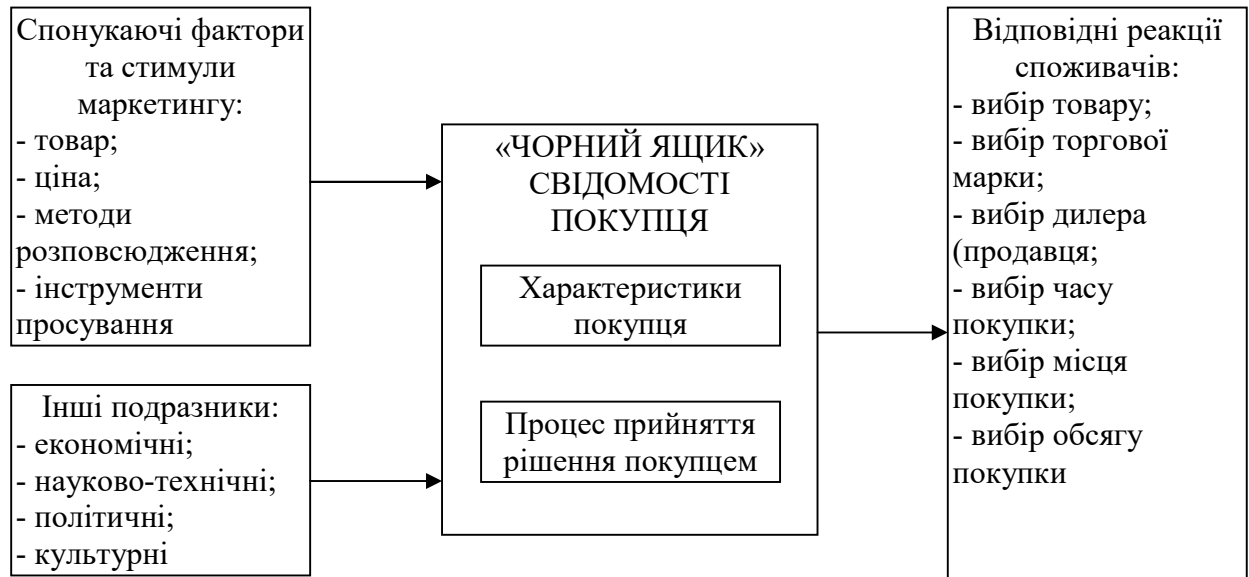 Спонукаючі фактори
та стимули
маркетингу:
- товар;
- ціна;
- методи
розповсюдження;
- інструменти
просування
Інші подразники:
- економічні;
- науково-технічні;
- політичні;
- культурні
«ЧОРНИЙ ЯЩИК»
СВІДОМОСТІ
ПОКУПЦЯ
Характеристики
покупця
Процес прийняття
рішення покупцем
Відповідні реакції
споживачів:
- вибір товару;
- вибір торгової
марки;
- вибір дилера
(продавця;
- вибір часу
покупки;
- вибір місця
покупки;
- вибір обсягу
покупки